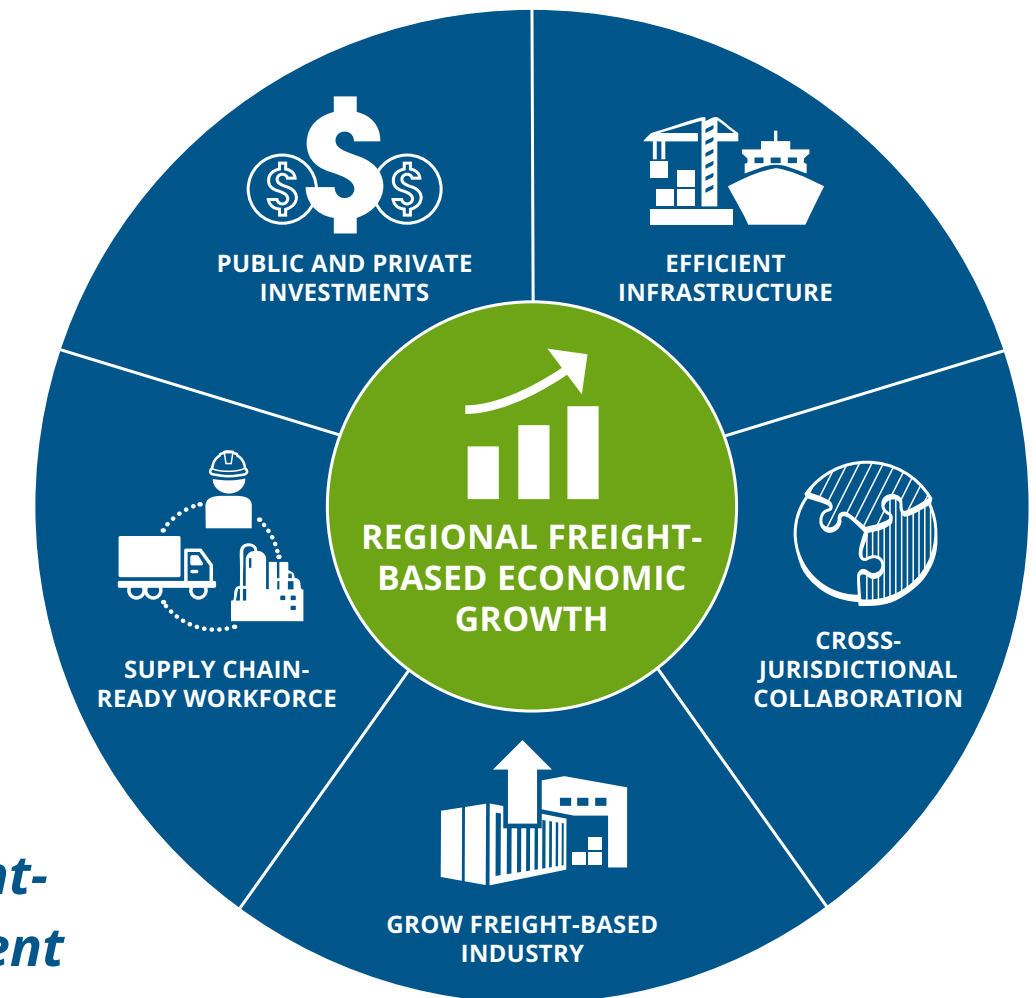 PUBLIC AND PRIVATE
INVESTMENTS
EFFICIENT
INFRASTRUCTURE
REGIONAL FREIGHT-
BASED ECONOMIC
GROWTH
SUPPLY CHAIN-
READY WORKFORCE
CROSS-
JURISDICTIONAL
COLLABORATION
GROW FREIGHT-BASED
INDUSTRY